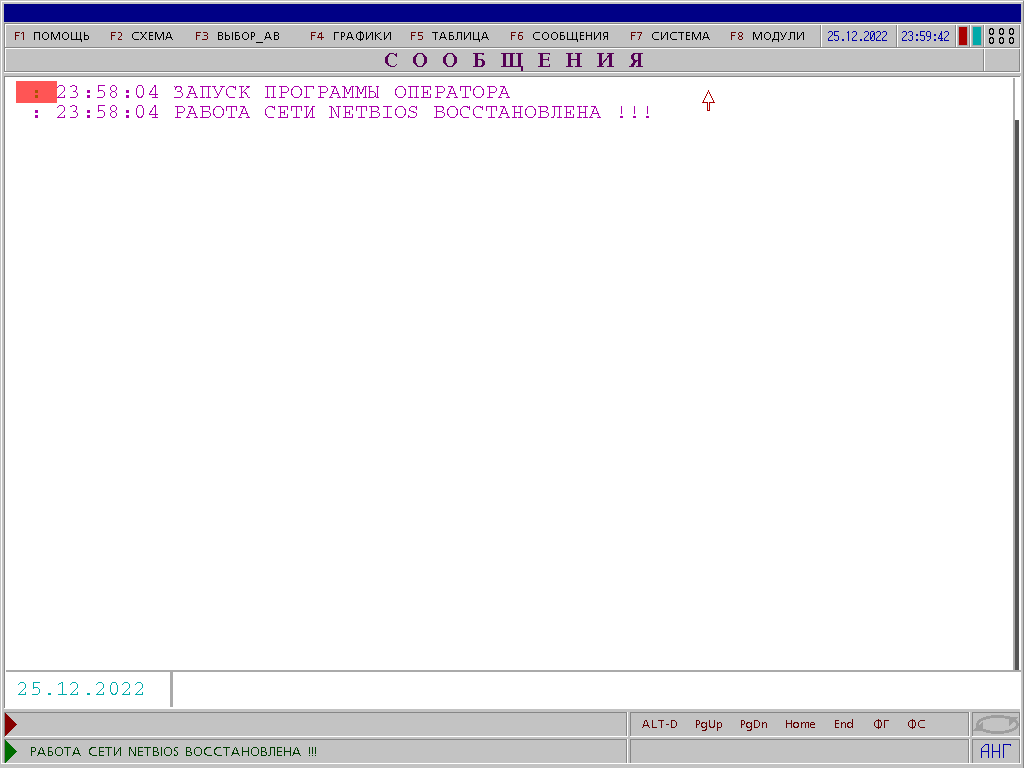 F1 ПОМОЩЬ F2 СХЕМА F3 ВЫБОР_АВ F4 ГРАФИКИ F5 ТАБЛИЦА F6 СООБЩЕНИЯ F7 СИСТЕМА F8 МОДУЛИ 25.12.2022 23:59:42
СООБЩЕНИЯ
: 23:58:04 ЗАПУСК ПРОГРАММЫ ОПЕРАТОРА
: 23:58:04 РАБОТА СЕТИ NETBIOS ВОССТАНОВЛЕНА !!!
25.12.2022
ALT-D PgUp PgDn Home End ФГ ФС
РАБОТА СЕТИ NETBIOS ВОССТАНОВЛЕНА !!!
АНГ